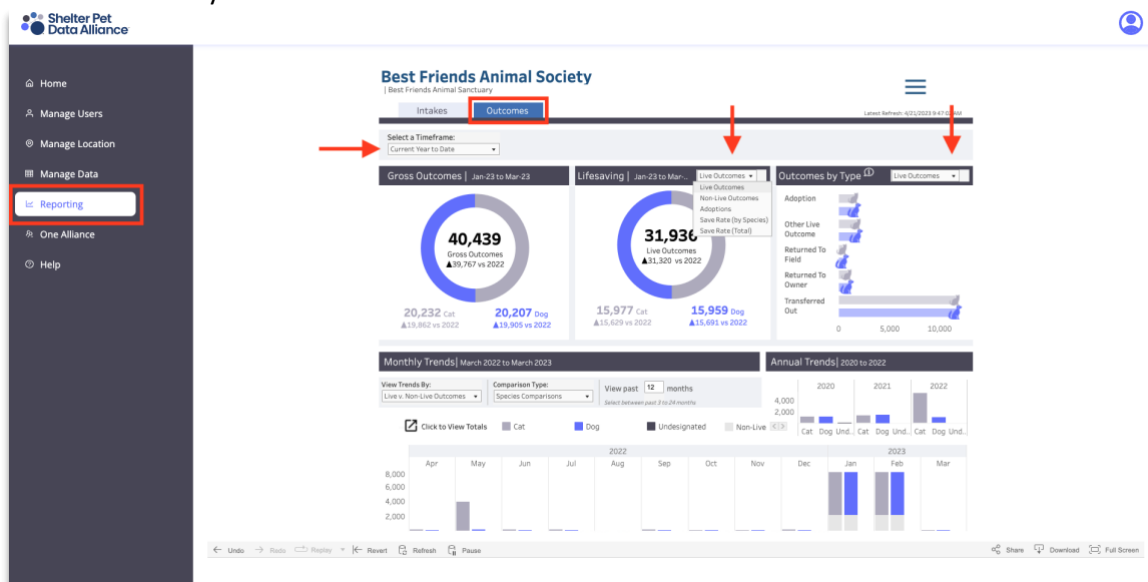 Shelter Pet
Data Alliance
Home
Manage Users
Manage Location
Manage Data
Reporting
One Alliance
Help
Best Friends Animal Society
| Best Friends Animal Sanctuary
Intakes
Outcomes
Latest Refresh: 4/21/2023 9:47:0 AM
Select a Timeframe:
Current Year to Date
Gross Outcomes | Jan-23 to Mar-23
40,439
Gross Outcomes
▲39,767 vs 2022
20,232 Cat
20,207 Dog
▲19,862 vs 2022
▲19,905 vs 2022
Lifesaving | Jan-23 to Mar-..
Live Outcomes
Live Outcomes
Non-Live Outcomes
Adoptions
Save Rate (by Species)
Save Rate (Total)
31,936
Live Outcomes
▲31,320 vs 2022
15,977 Cat
15,959 Dog
▲15,629 vs 2022
▲15,691 vs 2022
Outcomes by Type
Live Outcomes
Adoption
Other Live
Outcome
Returned To
Field
Returned To
Owner
Transferred
Out
0 5,000 10,000
Monthly Trends| March 2022 to March 2023
View Trends By:
Live v. Non-Live Outcomes
Comparison Type:
Species Comparisons
View past 12 months
Select between past 3 to 24 months
Click to View Totals
Cat
Dog
Undesignated
Non-Live
Annual Trends| 2020 to 2022
2020 2021 2022
4,000
2,000
Cat Dog Und.. Cat Dog Und.. Cat Dog Und..
2022 2023
Apr May Jun Jul Aug Sep Oct Nov Dec Jan Feb Mar
8,000
6,000
4,000
2,000
Undo
Redo
Replay
Revert
Refresh
Pause
Share
Download
Full Screen